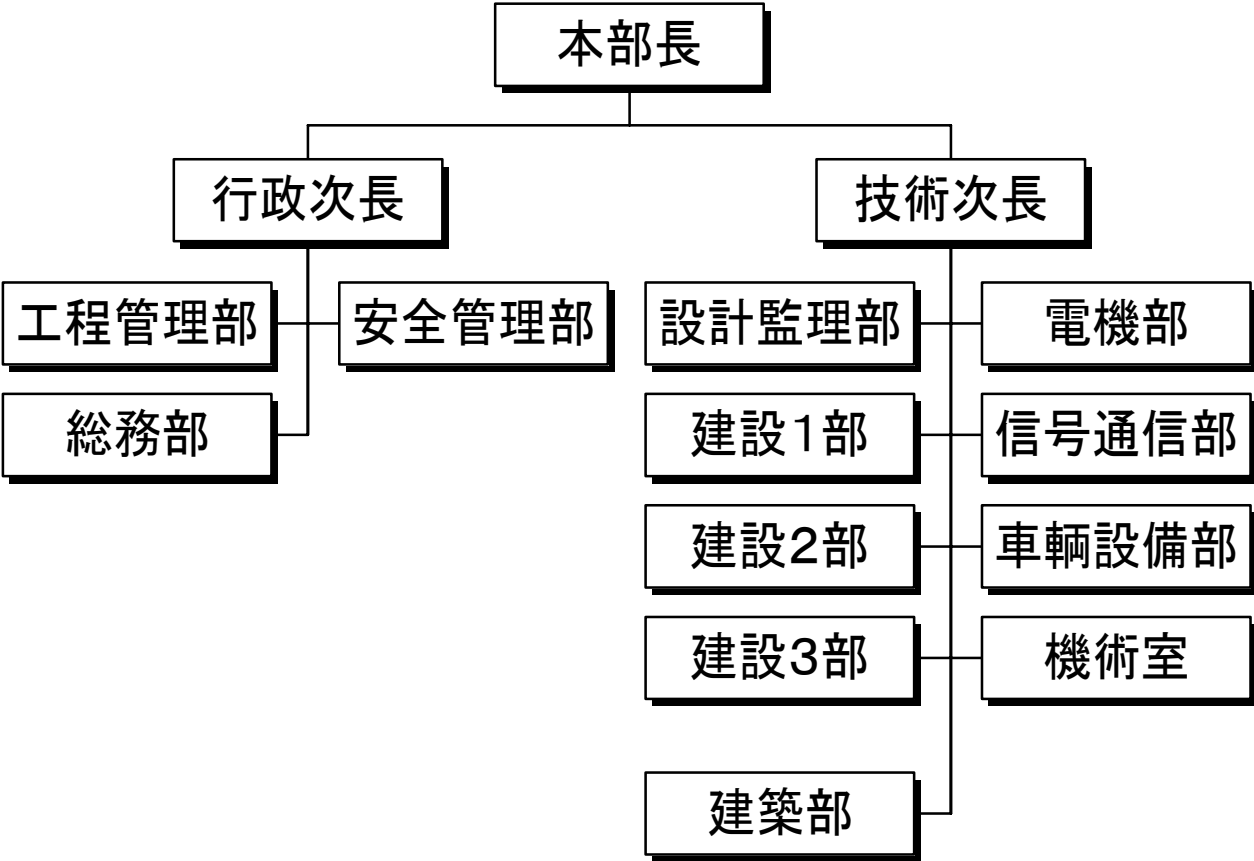 本部長
行政次長
技術次長
工程管理部
安全管理部
設計監理部
電機部
総務部
建設1部
信号通信部
建設2部
車輌設備部
建設3部
機術室
建築部